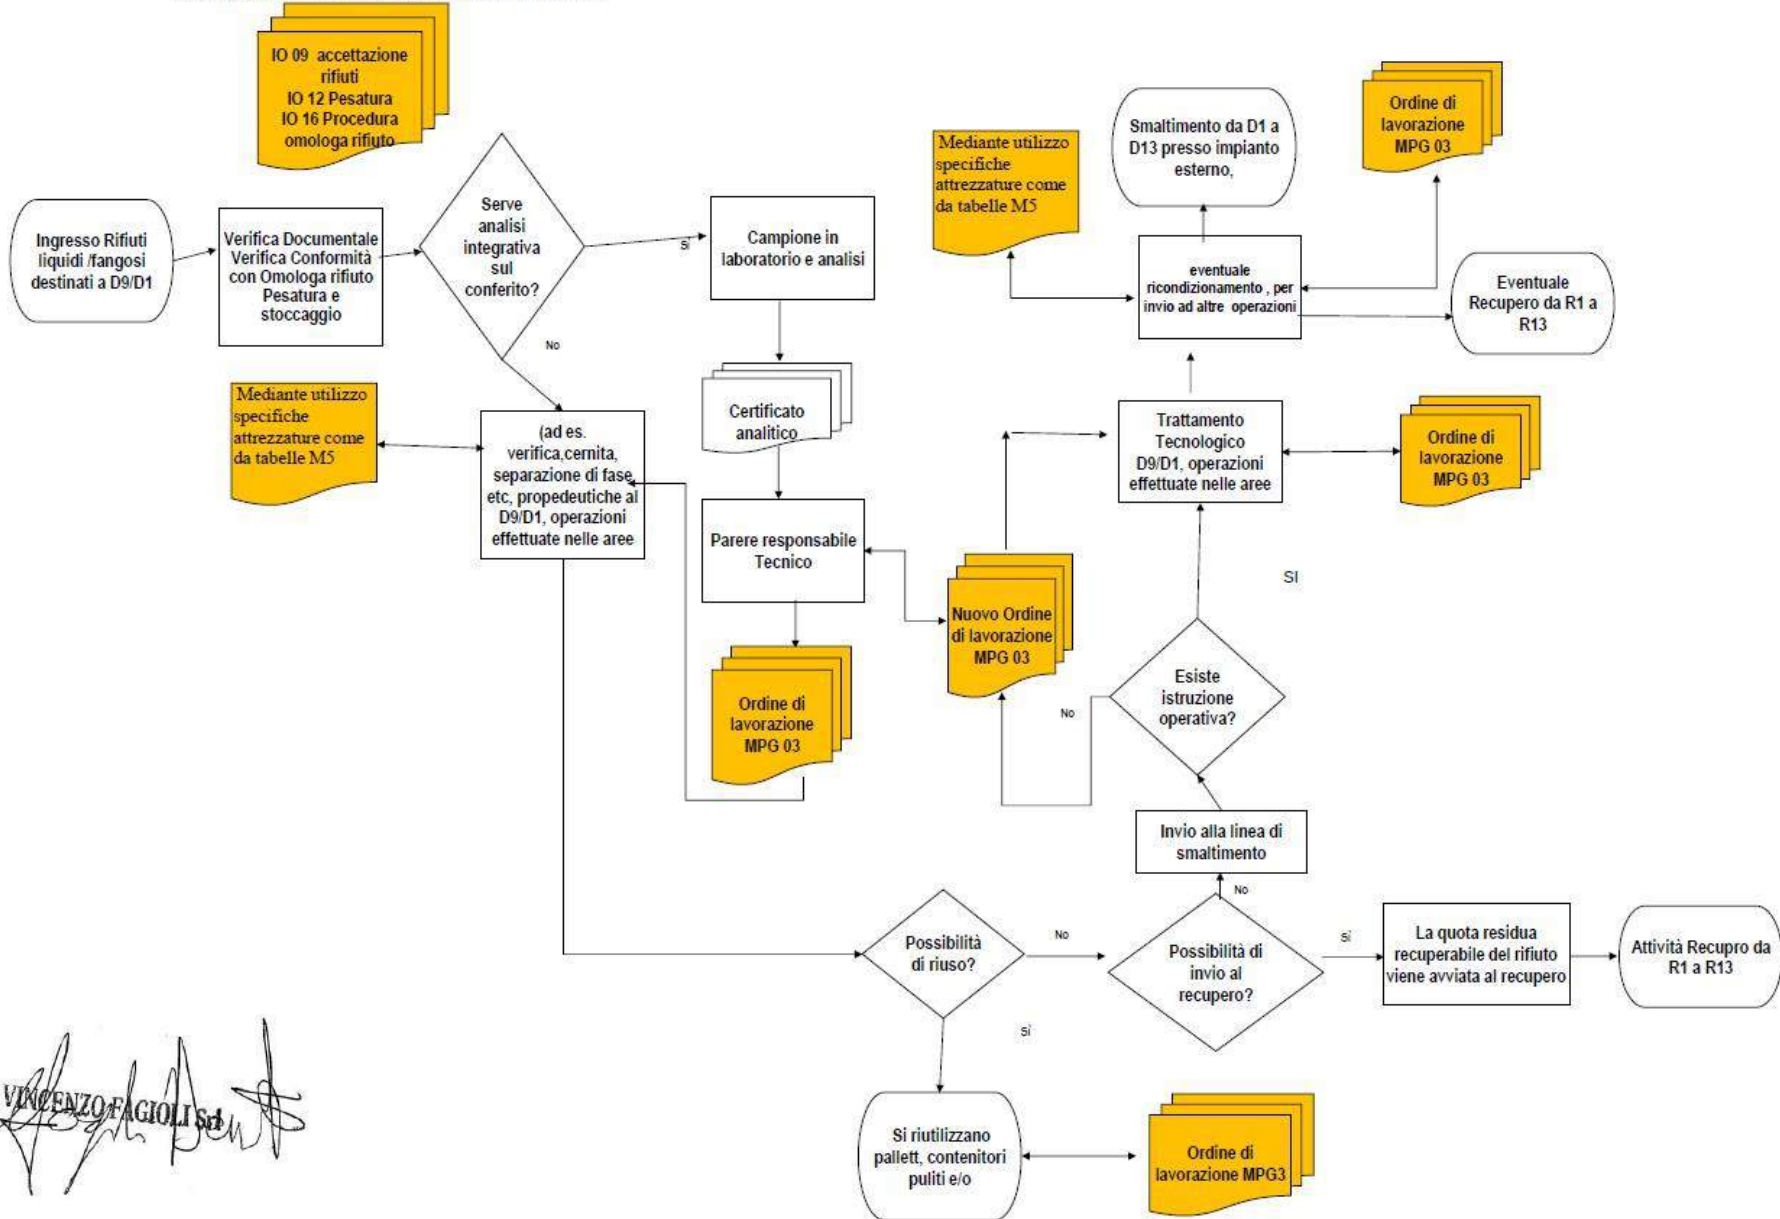 IO 09 accettazione
rifiuti
IO 12 Pesatura
IO 16 Procedura
omologa rifiuto
Ingresso Rifiuti
liquidi /fangosi
destinati a D9/D1
Verifica Documentale
Verifica Conformità
con Omologa rifiuto
Pesatura e
stoccaggio
Serve
analisi
integrativa
sul
conferito?
Sì
No
Campione in
laboratorio e analisi
Certificato
analitico
Parere responsabile
Tecnico
Ordine di
lavorazione
MPG 03
Mediante utilizzo
specifiche
attrezzature come
da tabelle M5
(ad es.
verifica,cernita,
separazione di fase
etc, propedeutiche al
D9/D1, operazioni
effettuate nelle aree
Mediante utilizzo
specifiche
attrezzature come
da tabelle M5
Smaltimento da D1 a
D13 presso impianto
esterno,
Ordine di
lavorazione
MPG 03
eventuale
ricondizionamento , per
invio ad altre operazioni
Eventuale
Recupero da R1 a
R13
Trattamento
Tecnologico
D9/D1, operazioni
effettuate nelle aree
Ordine di
lavorazione
MPG 03
Nuovo Ordine
di lavorazione
MPG 03
SI
Esiste
istruzione
operativa?
No
Invio alla linea di
smaltimento
No
Possibilità
di riuso?
No
Possibilità di
invio al
recupero?
Sì
La quota residua
recuperabile del rifiuto
viene avviata al recupero
Attività Recupro da
R1 a R13
Sì
Si riutilizzano
pallett, contenitori
puliti e/o
Ordine di
lavorazione MPG3
VINCENZO FAGIOLI Srl